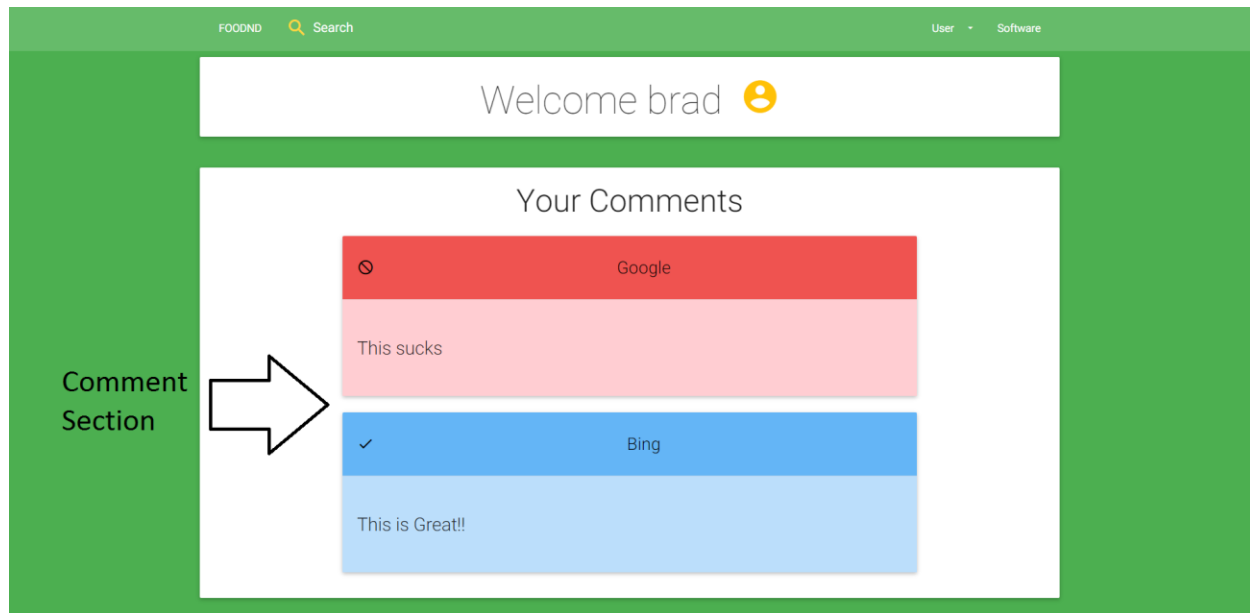 FOODND Search User Software
Welcome brad
Your Comments
Google
This sucks
Comment
Section
Bing
This is Great!!